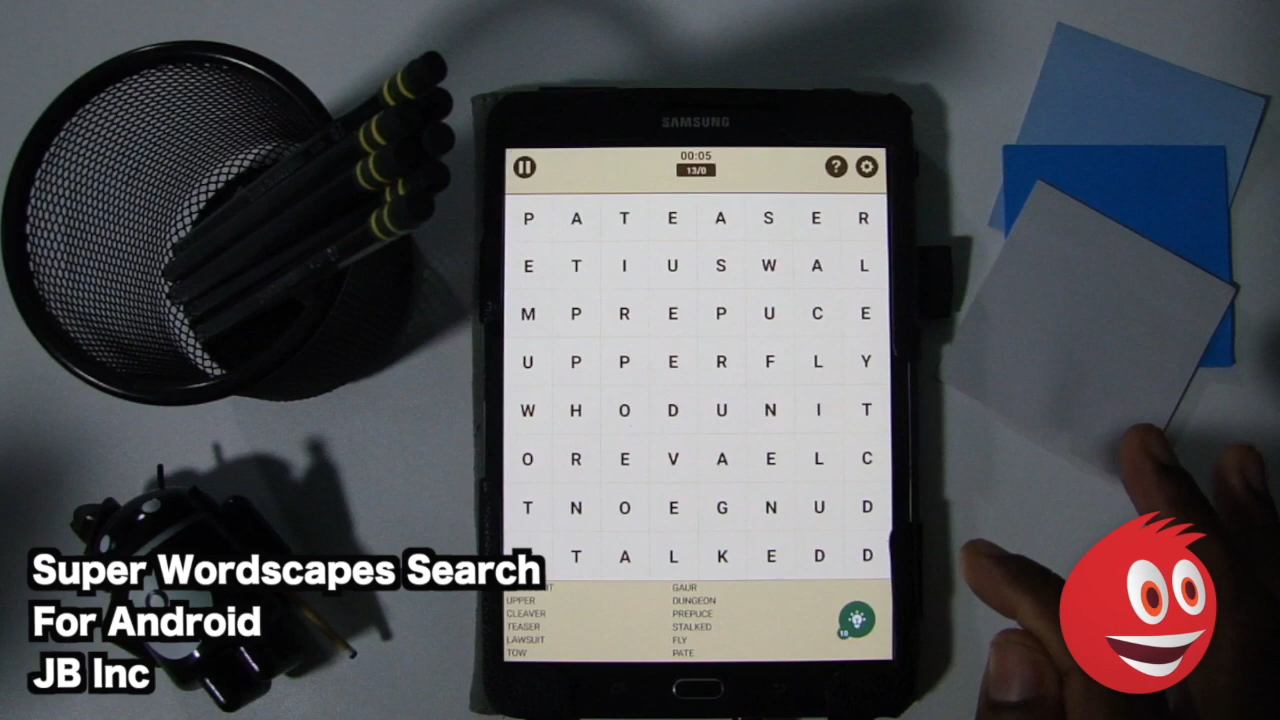 SAMSUNG
00:05
13/0
?
P A T E A S E R
E T I U S W A L
M P R E P U C E
U P P E R F L Y
W H O D U N I T
O R E V A E L C
T N O E G N U D
T A L K E D D
GAUR
UPPER DUNGEON
CLEAVER PREPUCE
TEASER STALKED
LAWSUIT FLY
TOW PATE
10
Super Wordscapes Search
For Android
JB Inc